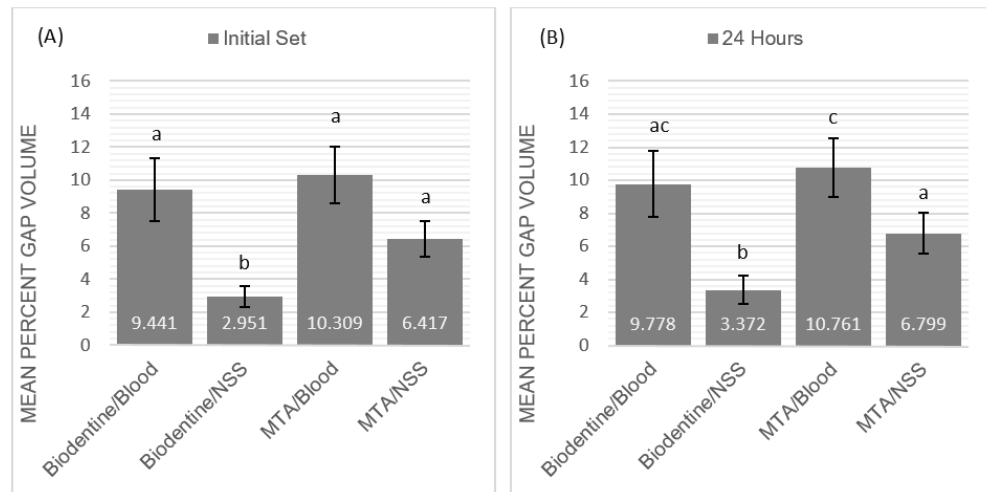 (A)
Initial Set
MEAN PERCENT GAP VOLUME
16
14
12
10
8
6
4
2
0
a
b
a
a
9.441
2.951
10.309
6.417
Biodentine/Blood
Biodentine/NSS
MTA/Blood
MTA/NSS
(B)
24 Hours
MEAN PERCENT GAP VOLUME
16
14
12
10
8
6
4
2
0
ac
b
c
a
9.778
3.372
10.761
6.799
Biodentine/Blood
Biodentine/NSS
MTA/Blood
MTA/NSS